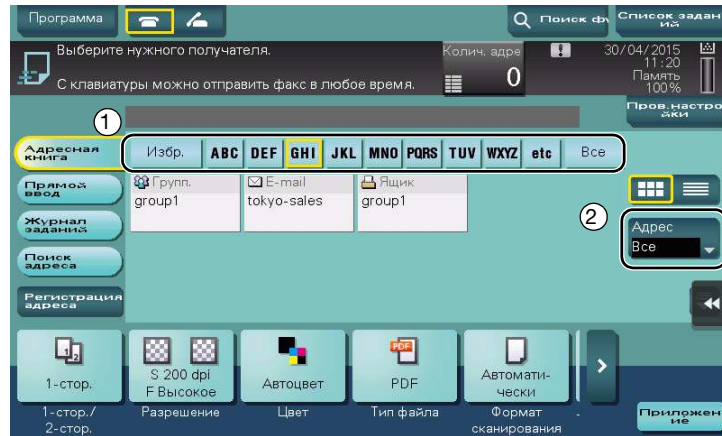 Программа
Поиск фу
Список задан
ий
Выберите нужного получателя.
С клавиатуры можно отправить факс в любое время.
Колич. адре
0
30/04/2015
11:20
Память
100%
Пров.настро
йки
1
Адресная
книга
Избр.
ABC
DEF
GHI
JKL
MNO
PQRS
TUV
WXYZ
etc
Все
Прямой
ввод
Групп.
group1
E-mail
tokyo-sales
Ящик
group1
Журнал
заданий
2
Адрес
Все
Поиск
адреса
Регистрация
адреса
1-стор.
S 200 dpi
F Высокое
Автоцвет
PDF
PDF
Автомати-
чески
1-стор./
2-стор.
Разрешение
Цвет
Тип файла
Формат
сканирования
Приложен
ие